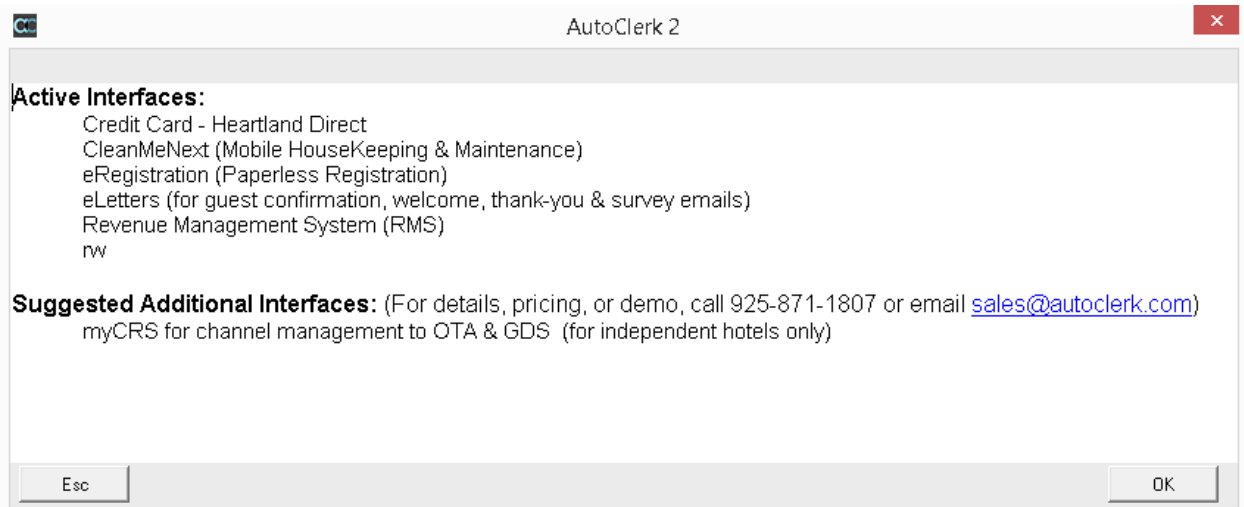 AutoClerk 2
Active Interfaces:
Credit Card - Heartland Direct
CleanMeNext (Mobile HouseKeeping & Maintenance)
eRegistration (Paperless Registration)
eLetters (for guest confirmation, welcome, thank-you & survey emails)
Revenue Management System (RMS)
rw
Suggested Additional Interfaces: (For details, pricing, or demo, call 925-871-1807 or email sales@autoclerk.com)
myCRS for channel management to OTA & GDS (for independent hotels only)
Esc OK